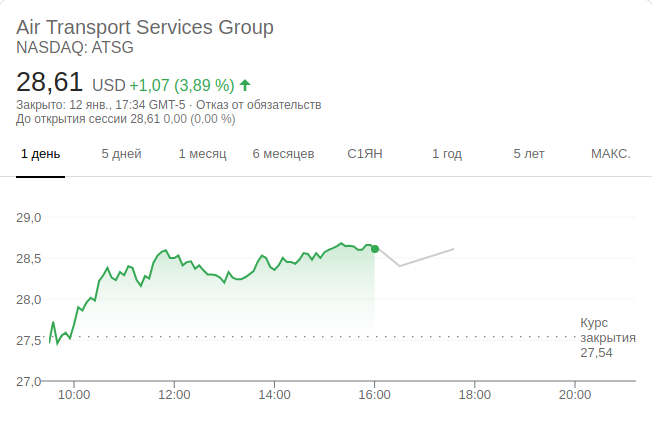 Air Transport Services Group
NASDAQ: ATSG
28,61 USD +1,07 (3,89 %)
Закрыто: 12 янв., 17:34 GMT-5 · Отказ от обязательств
До открытия сессии 28,61 0,00 (0,00 %)
1 день 5 дней 1 месяц 6 месяцев С1ЯН 1 год 5 лет МАКС.
29,0
28,5
28,0
27,5
27,0
Курс
закрытия
27,54
10:00 12:00 14:00 16:00 18:00 20:00